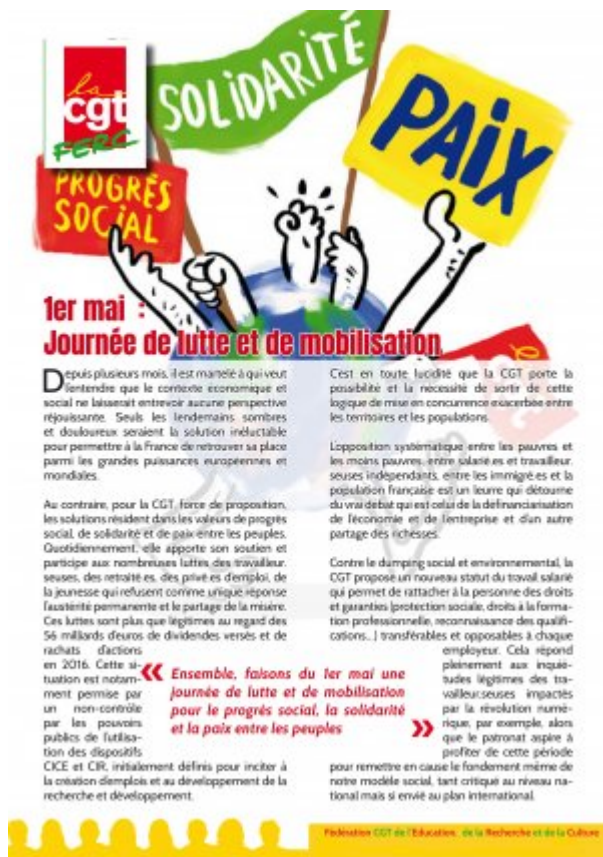 la
cgt
FERC
SOLIDARITÉ
PAIX
PROGRÈS
SOCIAL
1er mai :
Journée de lutte et de mobilisation
Depuis plusieurs mois, il est martelé à qui veut
l'entendre que le contexte économique et
social ne laisserait entrevoir aucune perspective
réjouissante. Seuls les lendemains sombres
et douloureux seraient la solution inéluctable
pour permettre à la France de retrouver sa place
parmi les grandes puissances européennes et
mondiales.
Au contraire, pour la CGT, force de proposition,
les solutions résident dans les valeurs de progrès
social, de solidarité et de paix entre les peuples.
Quotidiennement, elle apporte son soutien et
participe aux nombreuses luttes des travailleur.
seuses, des retraité.es, des privé.es d'emploi, de
la jeunesse qui refusent comme unique réponse
l'austérité permanente et le partage de la misère.
Ces luttes sont plus que légitimes au regard des
56 milliards d'euros de dividendes versés et de
rachats d'actions
en 2016. Cette si-
tuation est notam-
ment permise par
un non-contrôle
par les pouvoirs
publics de l'utilisa-
tion des dispositifs
CICE et CIR, initialement définis pour inciter à
la création d'emplois et au développement de la
recherche et développement.
« Ensemble, faisons du 1er mai une
journée de lutte et de mobilisation
pour le progrès social, la solidarité
et la paix entre les peuples »
C'est en toute lucidité que la CGT porte la
possibilité et la nécessité de sortir de cette
logique de mise en concurrence exacerbée entre
les territoires et les populations.
L'opposition systématique entre les pauvres et
les moins pauvres, entre salarié.es et travailleur.
seuses indépendants, entre les immigré.es et la
population française est un leurre qui détourne
du vrai débat qui est celui de la définanciarisation
de l'économie et de l'entreprise et d'un autre
partage des richesses.
Contre le dumping social et environnemental, la
CGT propose un nouveau statut du travail salarié
qui permet de rattacher à la personne des droits
et garanties (protection sociale, droits à la forma-
tion professionnelle, reconnaissance des qualifi-
cations...) transférables et opposables à chaque
employeur. Cela répond
pleinement aux inquié-
tudes légitimes des tra-
vailleur.seuses impactés
par la révolution numé-
rique, par exemple, alors
que le patronat aspire à
profiter de cette période
pour remettre en cause le fondement même de
notre modèle social, tant critiqué au niveau na-
tional mais si envié au plan international.
Fédération CGT de l'Education, de la Recherche et de la Culture